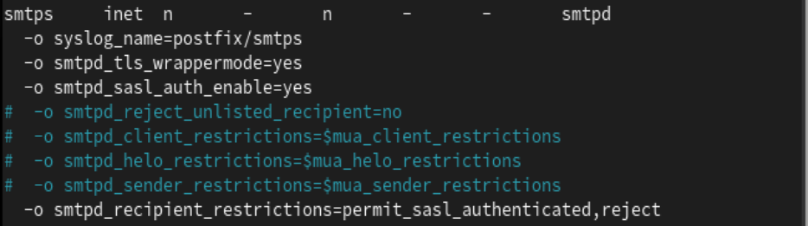 smtps     inet  n       -       n       -       -       smtpd
  -o syslog_name=postfix/smtps
  -o smtpd_tls_wrappermode=yes
  -o smtpd_sasl_auth_enable=yes
#  -o smtpd_reject_unlisted_recipient=no
#  -o smtpd_client_restrictions=$mua_client_restrictions
#  -o smtpd_helo_restrictions=$mua_helo_restrictions
#  -o smtpd_sender_restrictions=$mua_sender_restrictions
  -o smtpd_recipient_restrictions=permit_sasl_authenticated,reject